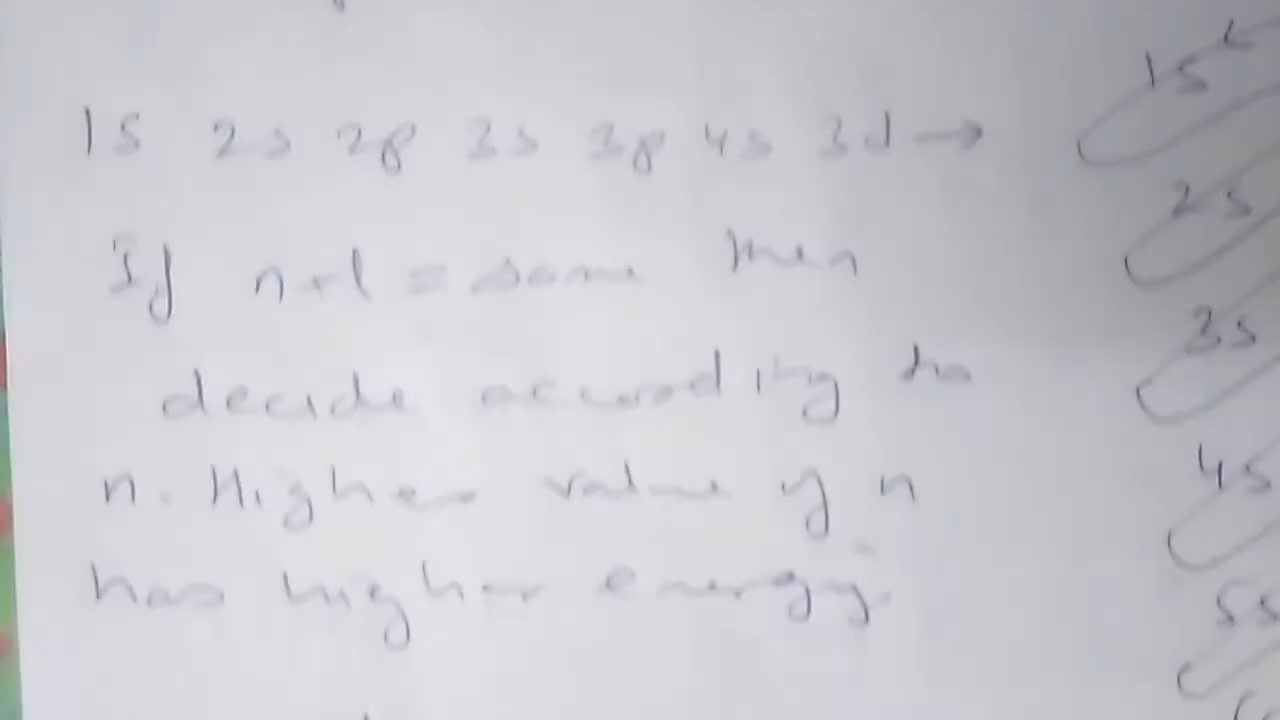 1s 2s 2p 3s 3p 4s 3d →
If n+l = same then
decide according to
n. Higher value of n
has higher energy.
1s
2s
3s
4s
5s